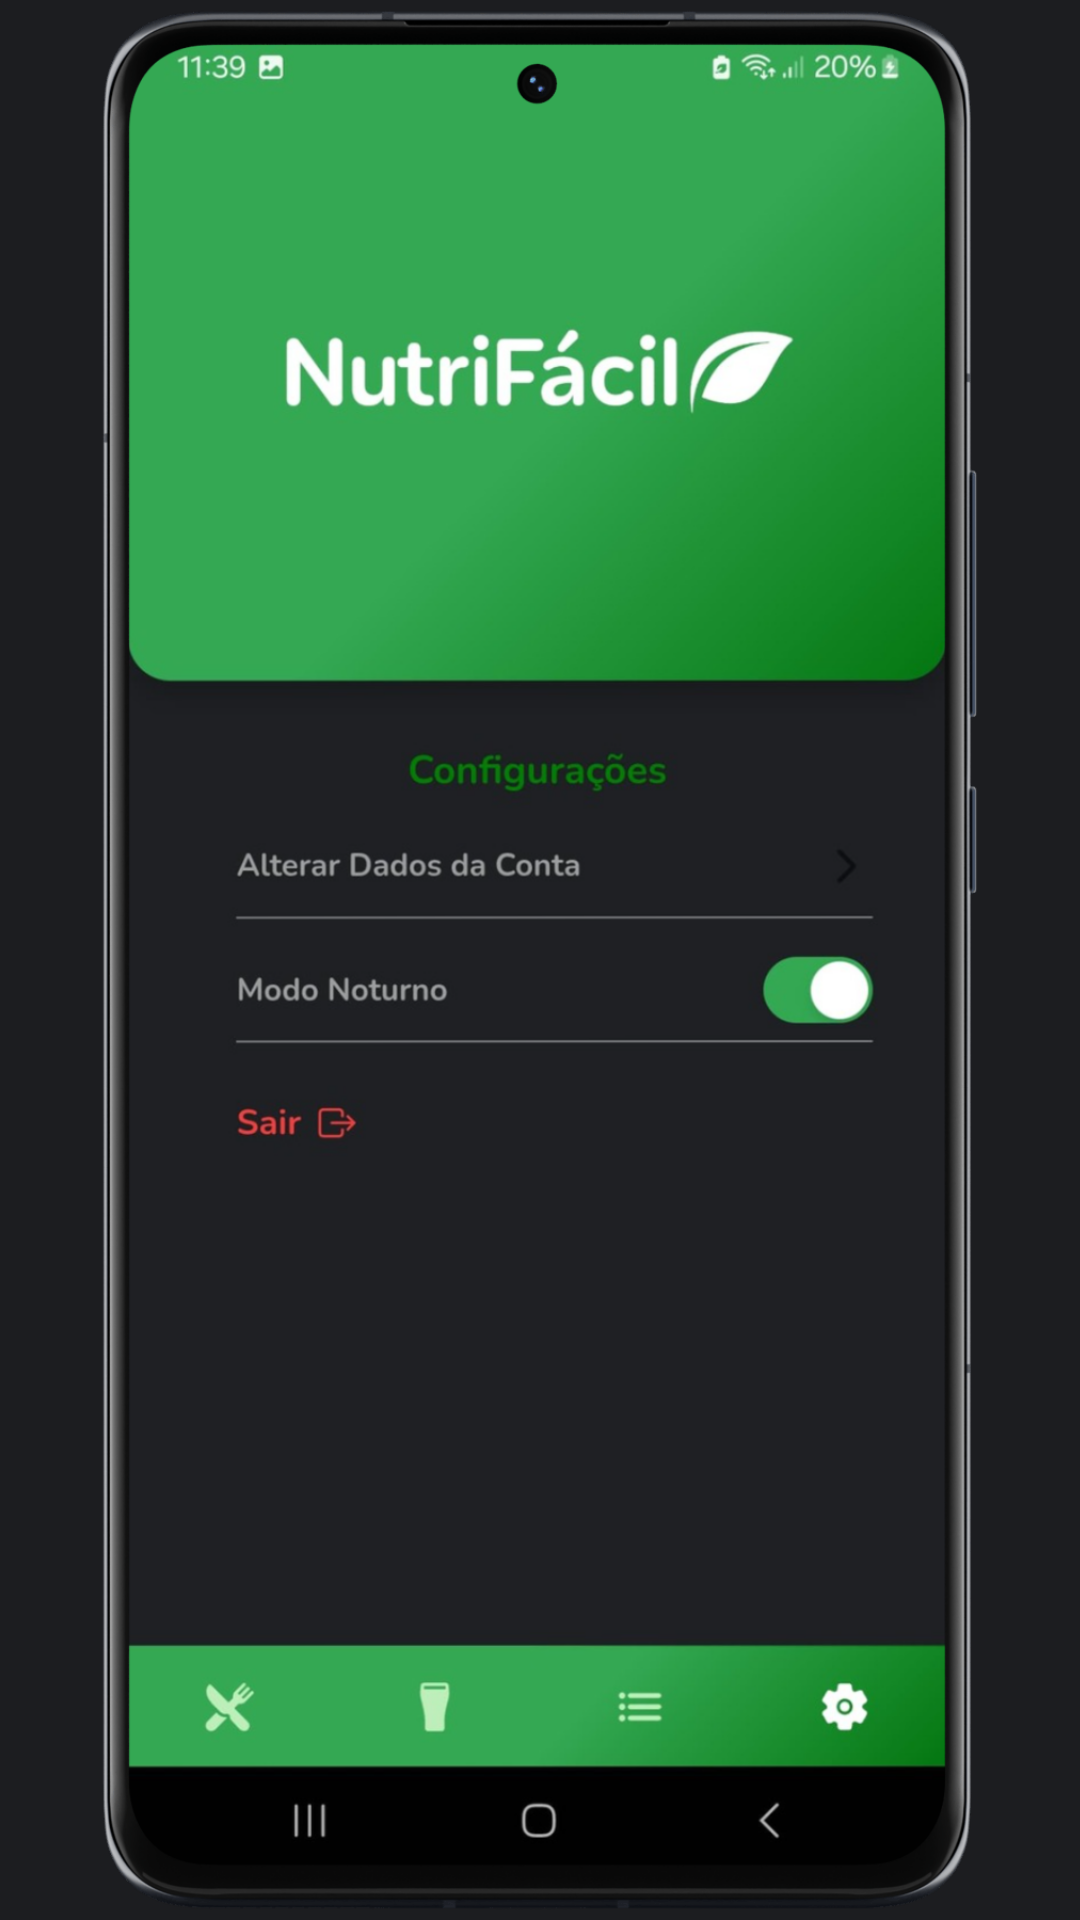 11:39 20%
NutriFácil
Configurações
Alterar Dados da Conta
Modo Noturno
Sair